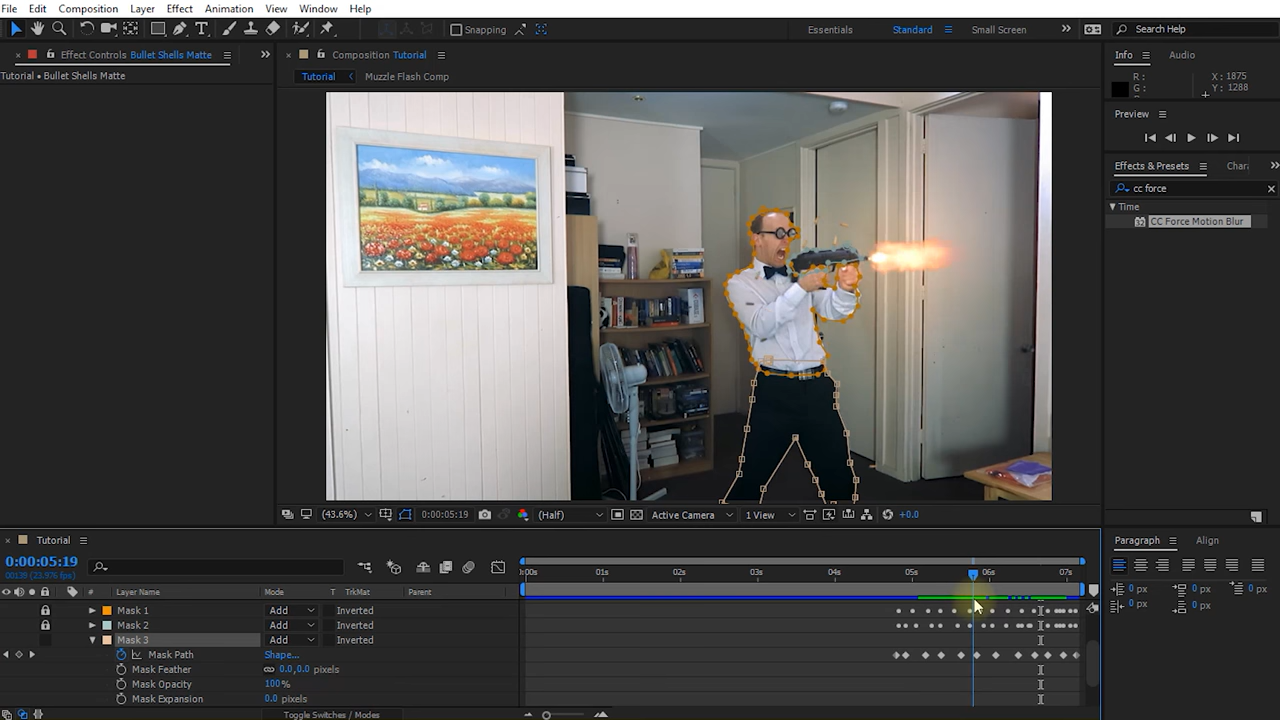 File Edit Composition Layer Effect Animation View Window Help
Snapping Essentials Standard Small Screen Search Help
Effect Controls Bullet Shells Matte Composition Tutorial Info Audio
Tutorial • Bullet Shells Matte Tutorial Muzzle Flash Comp
R: X: 1875
G: Y: 1288
Preview
Effects & Presets Chara
cc force
Time
CC Force Motion Blur
(43.6%) 0:00:05:19 (Half) Active Camera 1 View +0.0
Tutorial Paragraph Align
0:00:05:19
00139 (23.976 fps)
:00s 01s 02s 03s 04s 05s 06s 07s
# Layer Name Mode T TrkMat Parent
0 px 0 px 0 px
0 px 0 px
Mask 1 Add Inverted
Mask 2 Add Inverted
Mask 3 Add Inverted
Mask Path Shape...
Mask Feather 0.0,0.0 pixels
Mask Opacity 100%
Mask Expansion 0.0 pixels
Toggle Switches / Modes